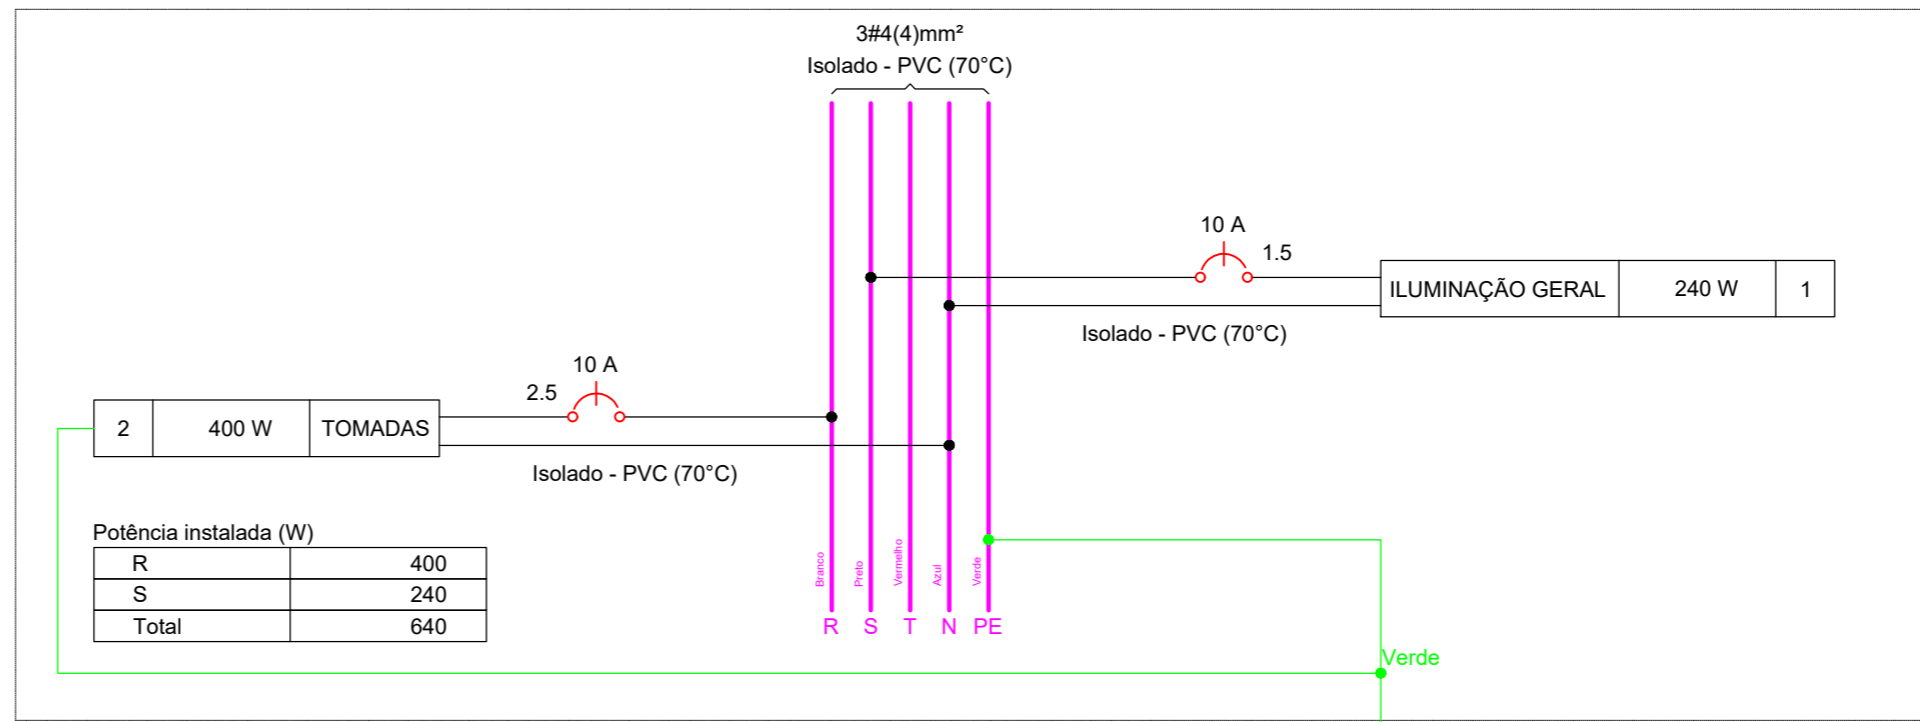 3#4(4)mm²
Isolado - PVC (70°C)
10 A
1.5
ILUMINAÇÃO GERAL 240 W 1
Isolado - PVC (70°C)
10 A
2.5
2 400 W TOMADAS
Isolado - PVC (70°C)
Potência instalada (W)
R 400
S 240
Total 640
Branco
Preto
Vermelho
Azul
Verde
R S T N PE
Verde